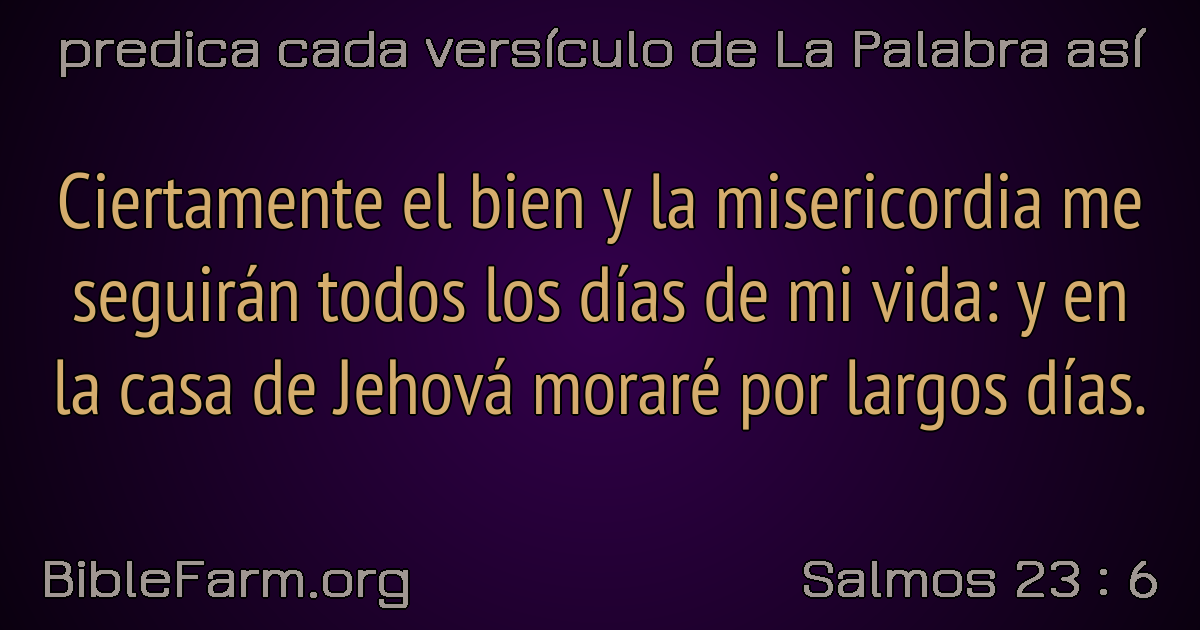 predica cada versículo de La Palabra así
Ciertamente el bien y la misericordia me
seguirán todos los días de mi vida: y en
la casa de Jehová moraré por largos días.
BibleFarm.org
Salmos 23 : 6